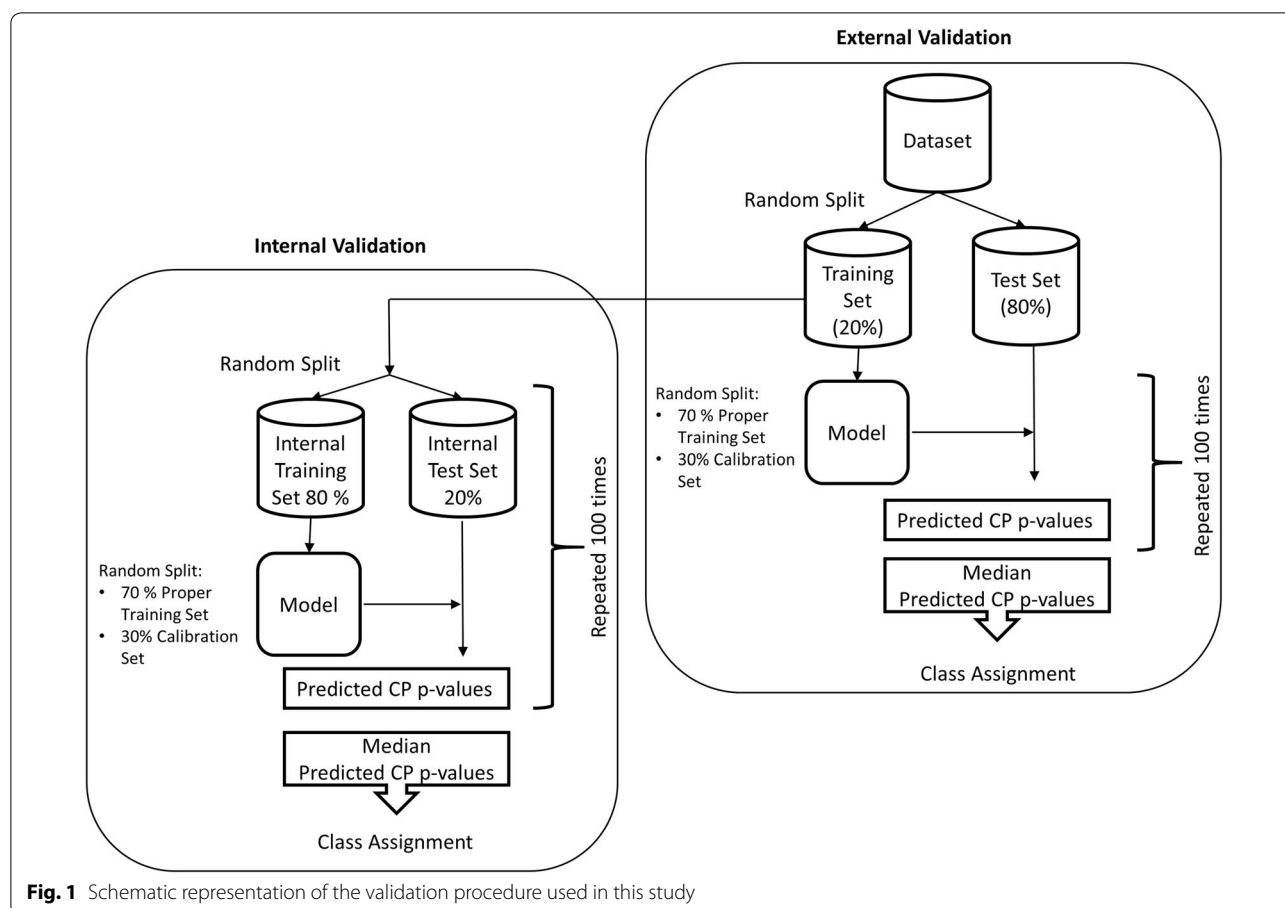 External Validation
Dataset
Random Split
Training
Set
(20%)
Test Set
(80%)
Random Split:
• 70 % Proper
Training Set
• 30% Calibration
Set
Model
Predicted CP p-values
Repeated 100 times
Median
Predicted CP p-values
Class Assignment
Internal Validation
Random Split
Internal
Training
Set 80 %
Internal
Test Set
20%
Random Split:
• 70 % Proper
Training Set
• 30% Calibration
Set
Model
Predicted CP p-values
Repeated 100 times
Median
Predicted CP p-values
Class Assignment
Fig. 1 Schematic representation of the validation procedure used in this study